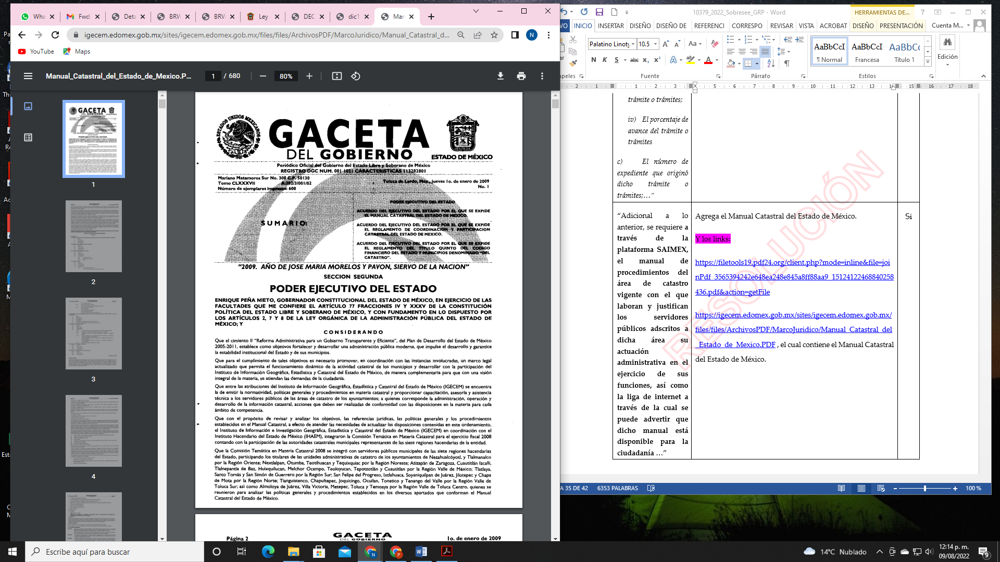 Wha
Fwd
Deta
BRW
BRW
Ley
DEC
dic1
Mar
igecem.edomex.gob.mx/sites/igecem.edomex.gob.mx/files/files/ArchivosPDF/MarcoJuridico/Manual_Catastral_d...
N
YouTube
Maps
Manual_Catastral_del_Estado_de_Mexico.P...
1 / 680
80%
1
2
3
4
ESTADOS UNIDOS MEXICANOS
GACETA
DEL GOBIERNO
ESTADO DE MÉXICO
Periódico Oficial del Gobierno del Estado Libre y Soberano de México
REGISTRO DGC NUM. 001 1021 CARACTERISTICAS 113282801
Mariano Matamoros Sur No. 308 C.P. 50130
Tomo CLXXXVII A:202/3/001/02
Número de ejemplares impresos: 600
Toluca de Lerdo, Méx., jueves 1o. de enero de 2009
No. 1
SUMARIO:
PODER EJECUTIVO DEL ESTADO
ACUERDO DEL EJECUTIVO DEL ESTADO POR EL QUE SE EXPIDE
EL MANUAL CATASTRAL DEL ESTADO DE MEXICO.
ACUERDO DEL EJECUTIVO DEL ESTADO POR EL QUE SE EXPIDE
EL REGLAMENTO DE COORDINACION Y PARTICIPACION
CATASTRAL DEL ESTADO DE MEXICO.
ACUERDO DEL EJECUTIVO DEL ESTADO POR EL QUE SE EXPIDE
EL REGLAMENTO DEL TITULO QUINTO DEL CODIGO
FINANCIERO DEL ESTADO Y MUNICIPIOS DENOMINADO "DEL
CATASTRO".
"2009. AÑO DE JOSE MARIA MORELOS Y PAVON, SIERVO DE LA NACION"
SECCION SEGUNDA
PODER EJECUTIVO DEL ESTADO
ENRIQUE PEÑA NIETO, GOBERNADOR CONSTITUCIONAL DEL ESTADO DE MÉXICO, EN EJERCICIO DE LAS
FACULTADES QUE ME CONFIERE EL ARTÍCULO 77 FRACCIONES IV Y XXXV DE LA CONSTITUCIÓN
POLÍTICA DEL ESTADO LIBRE Y SOBERANO DE MÉXICO, Y CON FUNDAMENTO EN LO DISPUESTO POR
LOS ARTÍCULOS 2, 7 Y 8 DE LA LEY ORGÁNICA DE LA ADMINISTRACIÓN PÚBLICA DEL ESTADO DE
MÉXICO; Y
CONSIDERANDO
Que el cimiento II "Reforma Administrativa para un Gobierno Transparente y Eficiente", del Plan de Desarrollo del Estado de México
2005-2011, establece como objetivos fortalecer y desarrollar una administración pública moderna, que impulse el desarrollo y garantice
la estabilidad institucional del Estado y de sus municipios.
Que para el cumplimiento de tales objetivos es necesario promover, en coordinación con las instancias involucradas, un marco legal
actualizado que permita el funcionamiento dinámico de la actividad catastral de los municipios y desarrollar con la participación del
Instituto de Información Geográfica, Estadística y Catastral del Estado de México, de manera complementaria para que con una visión
integral de la materia, se atiendan las demandas de la ciudadanía.
Que entre las atribuciones del Instituto de Información Geográfica, Estadística y Catastral del Estado de México (IGECEM) se encuentra
la de emitir la normatividad, políticas generales y procedimientos en materia catastral y proporcionar capacitación, asesoría y asistencia
técnica a los servidores públicos de las áreas de catastro de los ayuntamientos; a quienes corresponde la administración, operación y
desarrollo de la información catastral, acciones que deben ser realizadas de conformidad con las disposiciones en la materia para cada
ámbito de competencia.
Que con el propósito de revisar y analizar los objetivos, las referencias jurídicas, las políticas generales y los procedimientos
establecidos en el Manual Catastral, a efecto de atender las necesidades de actualizar las disposiciones contenidas en este ordenamiento,
el Instituto de Información e Investigación Geográfica, Estadística y Catastral del Estado de México (IGECEM) en coordinación con el
Instituto Hacendario del Estado de México (IHAEM), integraron la Comisión Temática en Materia Catastral para el ejercicio fiscal 2008
contando con la participación de las autoridades catastrales municipales representantes de las siete regiones hacendarias de la entidad.
Que la Comisión Temática en Materia Catastral 2008 se integró con servidores públicos municipales de las siete regiones hacendarias
del Estado, participando los titulares de las unidades administrativas de catastro de los ayuntamientos de Nezahualcóyotl, y Tlalmanalco
por la Región Oriente; Nextlalpan, Otumba, Teotihuacan y Tequixquiac por la Región Noreste; Atizapán de Zaragoza, Cuautitlán Izcalli,
Tlalnepantla de Baz, Huixquilucan, Melchor Ocampo, Teoloyucan, Tepotzotlán y Cuautitlan por la Región Valle de México; Tlatlaya,
Santo Tomás y San Simón de Guerrero por la Región Sur; San Felipe del Progreso, Ixtlahuaca, Soyaniquilpan de Juárez, Jilotepec y Chapa
de Mota por la Región Norte; Tianguistenco, Chapultepec, Joquicingo, Ocuilan, Tonatico y Tenango del Valle por la Región Valle de
Toluca Sur; así como Almoloya de Juárez, Villa Victoria, Metepec, Toluca y Temoaya por la Región Valle de Toluca Centro, quienes se
reunieron para analizar las políticas generales y procedimientos establecidos en los diversos apartados que conforman el Manual
Catastral del Estado de México.
Página 2
GACETA
DEL GOBIERNO
1o. de enero de 2009
10379_2022_Sobresee_GRP - Word
HERRAMIENTAS DE...
VO INICIO INSERTAR DISEÑO DISEÑO DE REFERENCI CORRESPO REVISAR VISTA ACROBAT DISEÑO PRESENTACIÓN Cuenta M...
Palatino Linoty 10.5
N K S abc x₂ x²
AaBbCcI AaBbCcI AaBbCc
¶ Normal Francesa Título 1
Edición
apeles Fuente Párrafo Estilos
2 1 1 2 3 4 5 6 7 8 9 10 11 12 13 14 15 16 17 18
trámite o trámites;
iv) El porcentaje de
avance del trámite o
trámites
c) El número de
expediente que originó
dicho trámite o
trámites;…"
"Adicional a lo
anterior, se requiere a
través de la
plataforma SAIMEX,
el manual de
procedimientos del
área de catastro
vigente con el que
laboran y justifican
los servidores
públicos adscritos a
dicha área su
actuación
administrativa en el
ejercicio de sus
funciones, así como
la liga de internet a
través de la cual se
puede advertir que
dicho manual está
disponible para la
ciudadanía …"
Agrega el Manual Catastral del Estado de México.
Y los links:
https://filetools19.pdf24.org/client.php?mode=inline&file=joi
nPdf_3565394242e648ea248e845a8ff88aa9_15124122468840258
436.pdf&action=getFile
https://igecem.edomex.gob.mx/sites/igecem.edomex.gob.mx/
files/files/ArchivosPDF/MarcoJuridico/Manual_Catastral_del
_Estado_de_Mexico.PDF , el cual contiene el Manual Catastral
del Estado de México.
Si
RESOLUCIÓN
A 35 DE 42 6353 PALABRAS
100 %
Escribe aquí para buscar
14°C Nublado
12:14 p. m.
09/08/2022
9